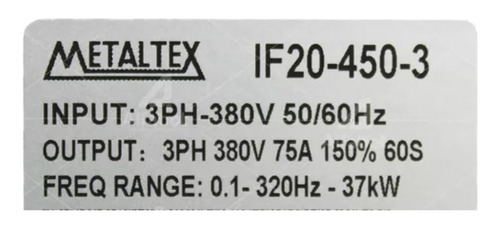 METALTEX IF20-450-3
INPUT: 3PH-380V 50/60Hz
OUTPUT: 3PH 380V 75A 150% 60S
FREQ RANGE: 0.1- 320Hz - 37kW